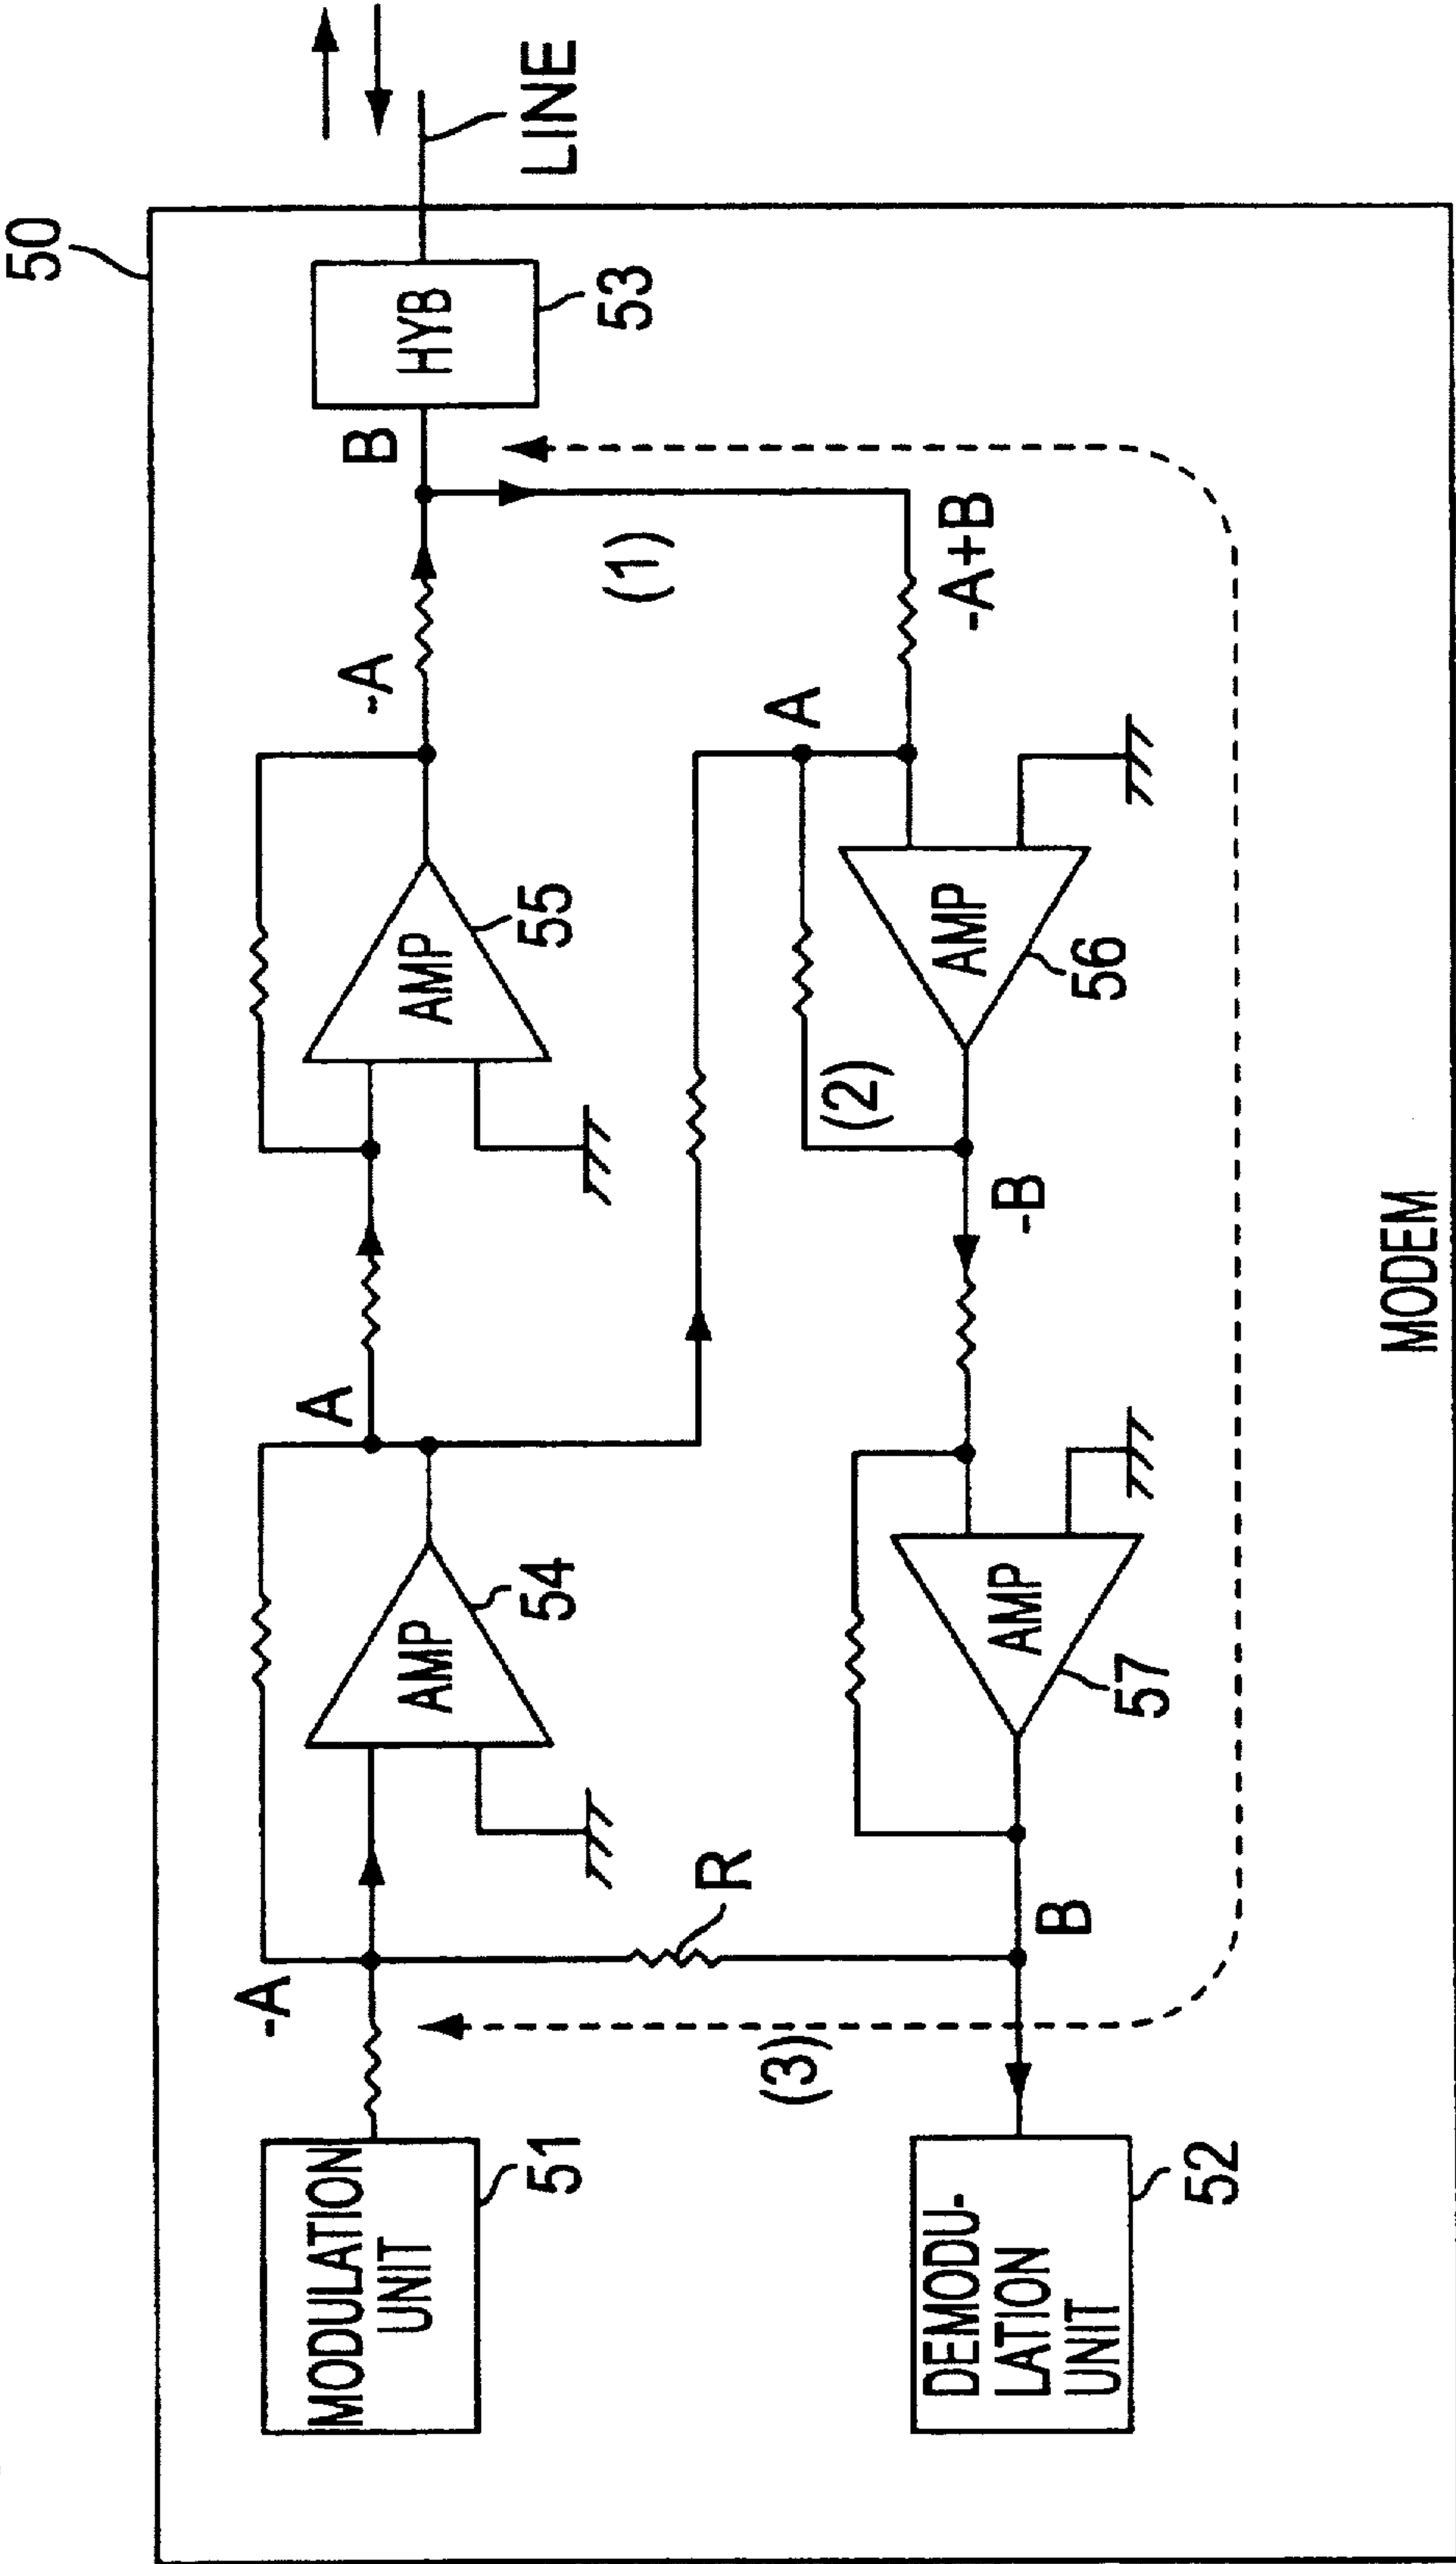 50
LINE
HYB
53
B
-A
(1)
AMP
55
A
-A+B
A
AMP
56
(2)
-B
AMP
54
-A
R
AMP
57
B
(3)
MODULATION
UNIT
51
DEMODU-
LATION
UNIT
52
MODEM